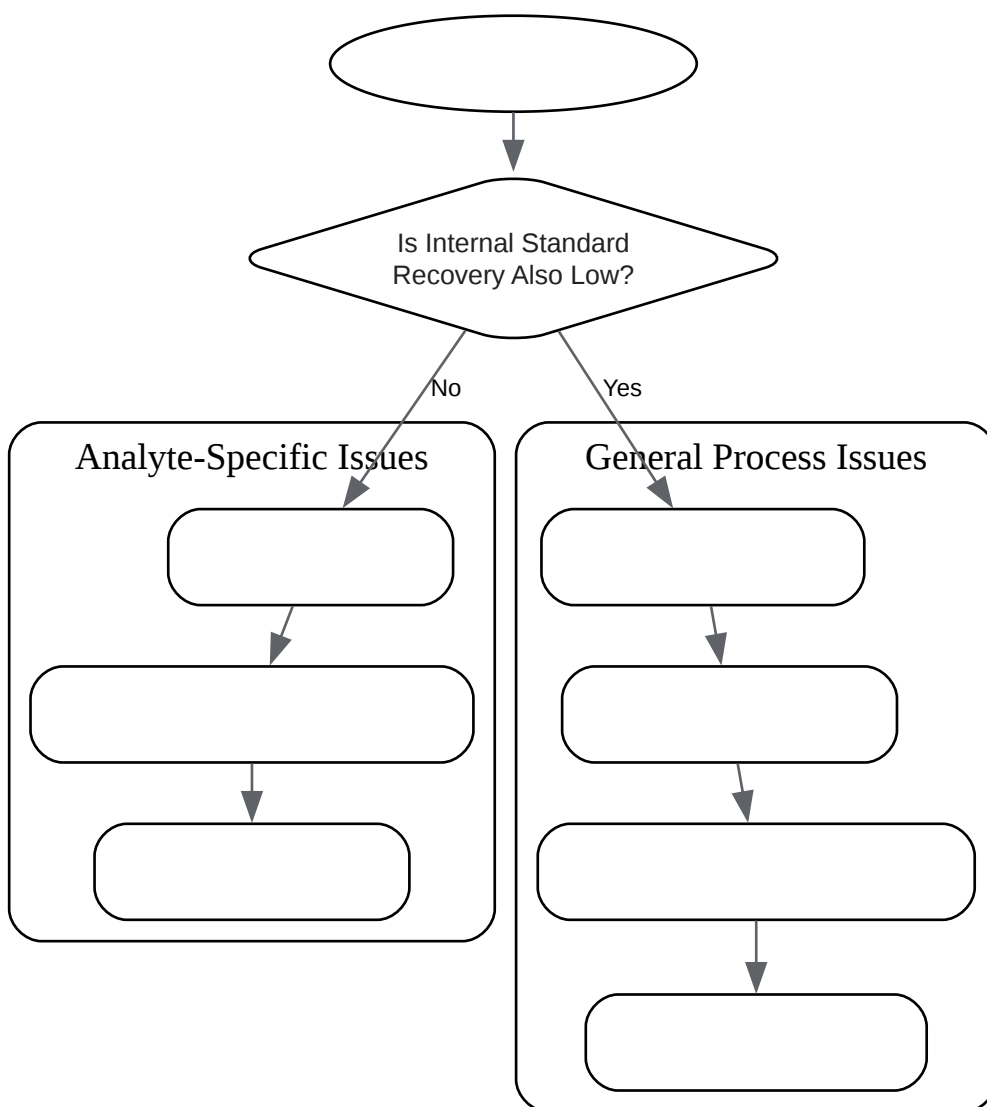 Is Internal Standard
Recovery Also Low?
No
Yes
Analyte-Specific Issues
General Process Issues